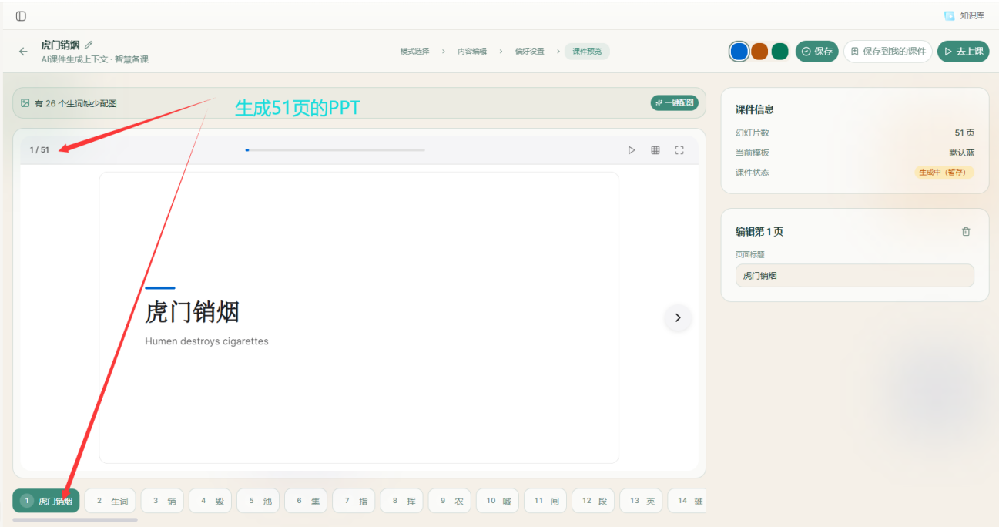 知识库
虎门销烟
AI课件生成上下文 · 智慧备课
模式选择 > 内容编辑 > 偏好设置 > 课件预览
保存
保存到我的课件
去上课
有 26 个生词缺少配图
生成51页的PPT
一键配图
1 / 51
虎门销烟
Humen destroys cigarettes
课件信息
幻灯片数 51 页
当前模板 默认蓝
课件状态 生成中（暂存）
编辑第 1 页
页面标题
虎门销烟
1 虎门销烟
2 生词
3 销
4 毁
5 池
6 集
7 指
8 挥
9 农
10 喊
11 闸
12 段
13 英
14 雄